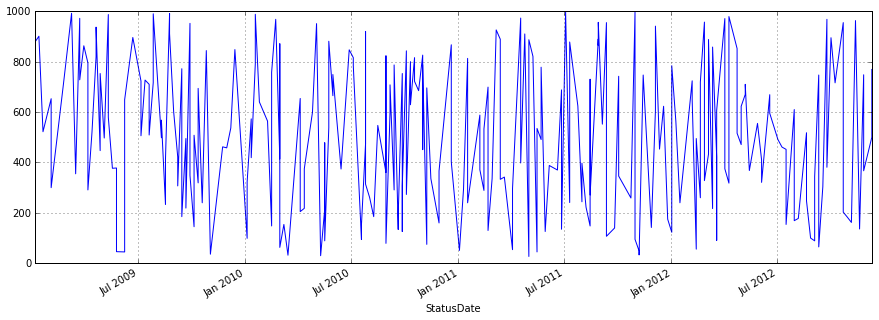 1000
800
600
400
200
0
Jul 2009
Jan 2010
Jul 2010
Jan 2011
Jul 2011
Jan 2012
Jul 2012
StatusDate